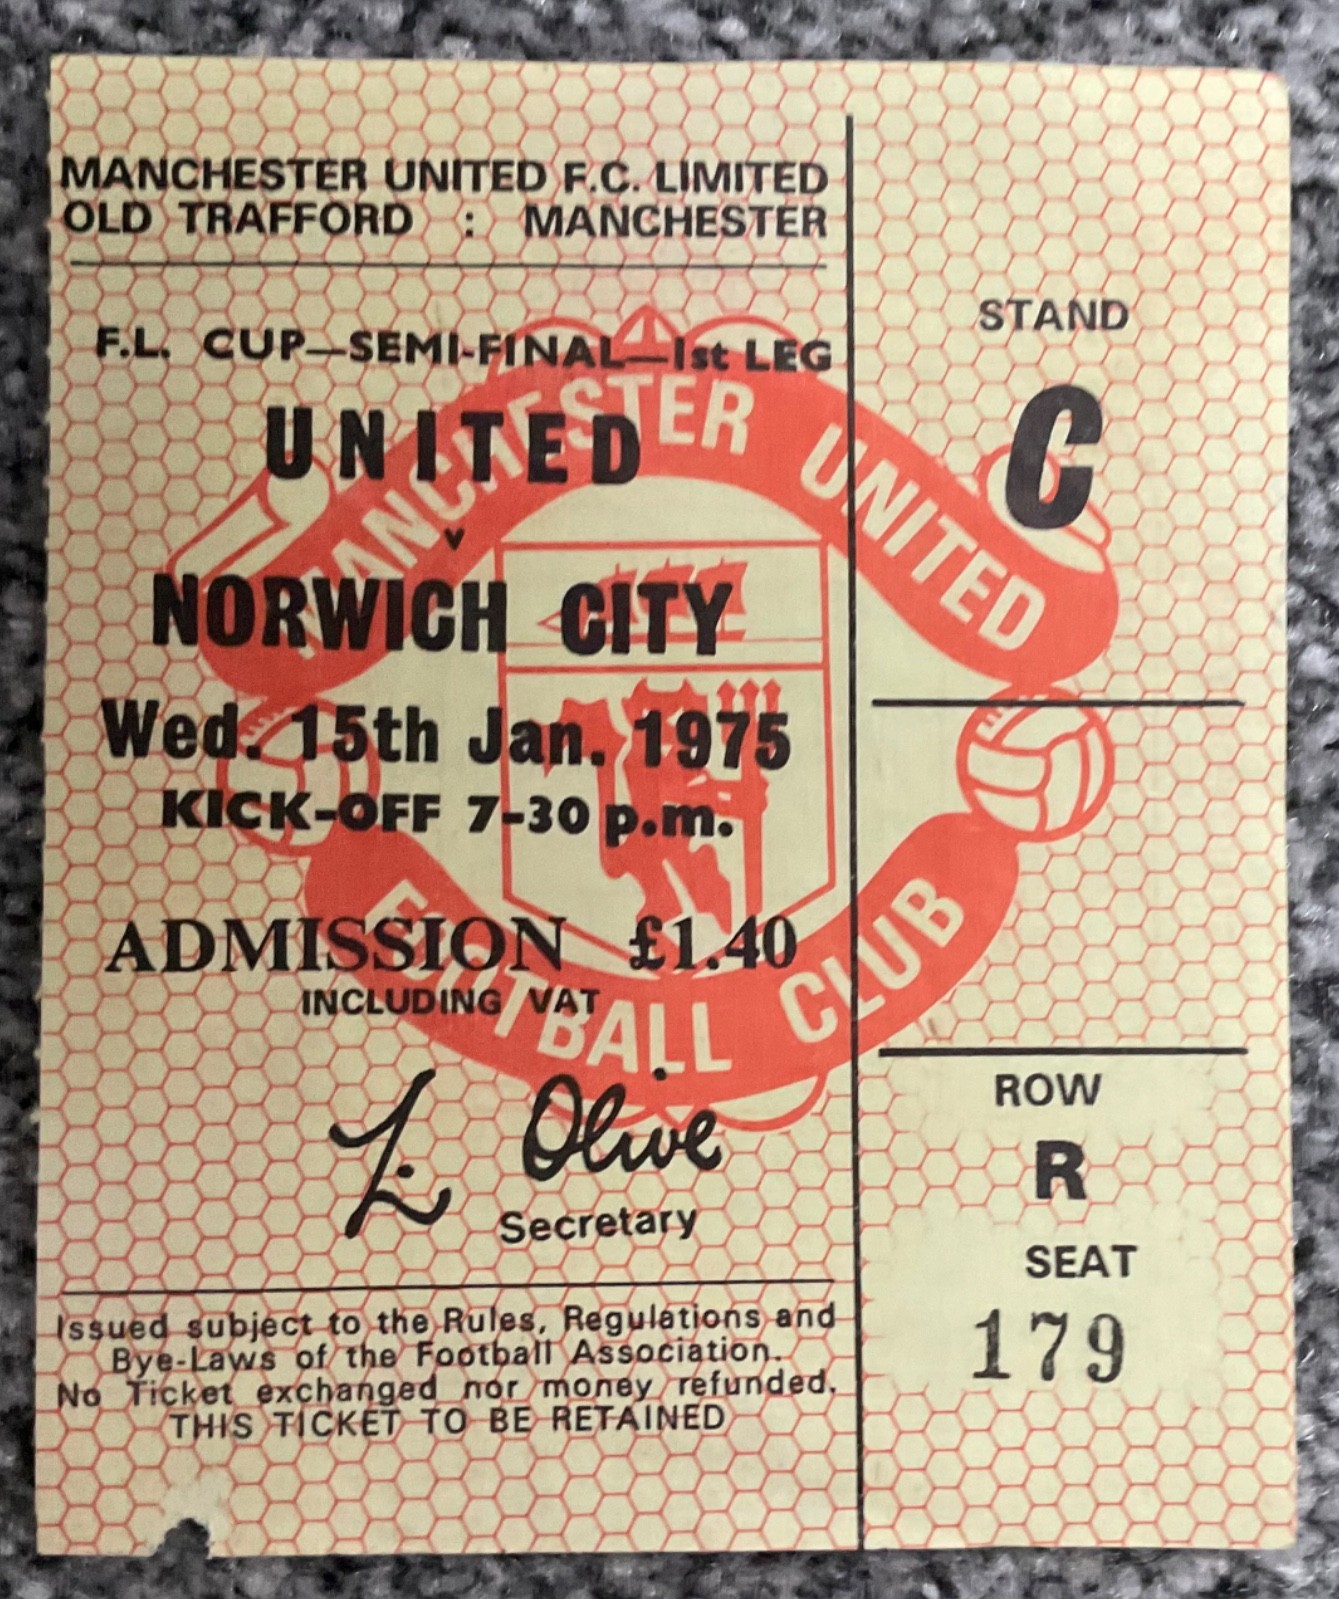 MANCHESTER UNITED F.C. LIMITED
OLD TRAFFORD : MANCHESTER
F.L. CUP—SEMI-FINAL—1st LEG
UNITED
v
NORWICH CITY
Wed. 15th Jan. 1975
KICK-OFF 7-30 p.m.
ADMISSION £1.40
INCLUDING VAT
L. Olive
Secretary
Issued subject to the Rules, Regulations and
Bye-Laws of the Football Association.
No Ticket exchanged nor money refunded.
THIS TICKET TO BE RETAINED
MANCHESTER UNITED
FOOTBALL CLUB
STAND
C
ROW
R
SEAT
179